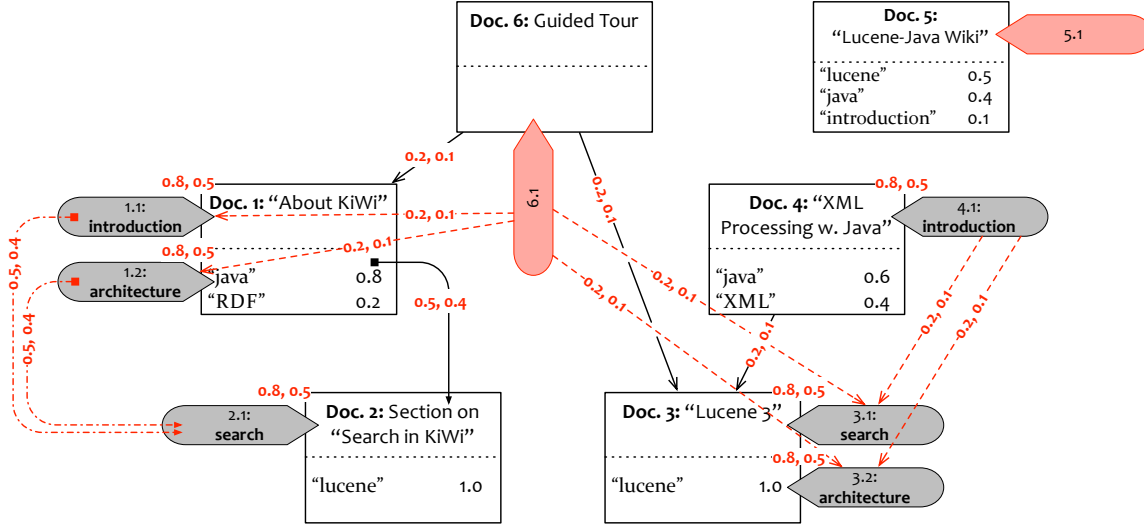 Doc. 6: Guided Tour
Doc. 5:
“Lucene-Java Wiki”
5.1
“lucene” 0.5
“java” 0.4
“introduction” 0.1
0.2, 0.1
6.1
0.2, 0.1
0.8, 0.5
1.1:
introduction
Doc. 1: “About KiWi”
0.2, 0.1
0.8, 0.5
1.2:
architecture
0.2, 0.1
“java” 0.8
“RDF” 0.2
0.5, 0.4
0.5, 0.4
0.5, 0.4
0.8, 0.5
Doc. 4: “XML
Processing w. Java”
4.1:
introduction
“java” 0.6
“XML” 0.4
0.2, 0.1
0.2, 0.1
0.2, 0.1
0.2, 0.1
0.2, 0.1
0.8, 0.5
2.1:
search
Doc. 2: Section on
“Search in KiWi”
“lucene” 1.0
0.8, 0.5
Doc. 3: “Lucene 3”
3.1:
search
0.8, 0.5
“lucene” 1.0
3.2:
architecture